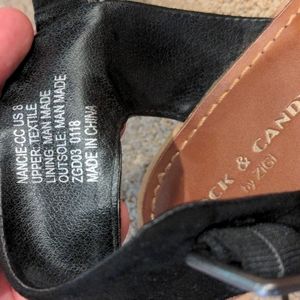 NANCIE-CC US 8
UPPER: TEXTILE
LINING: MAN MADE
OUTSOLE: MAN MADE
ZGD03 0118
MADE IN CHINA
CK & CAND
by ZIGI